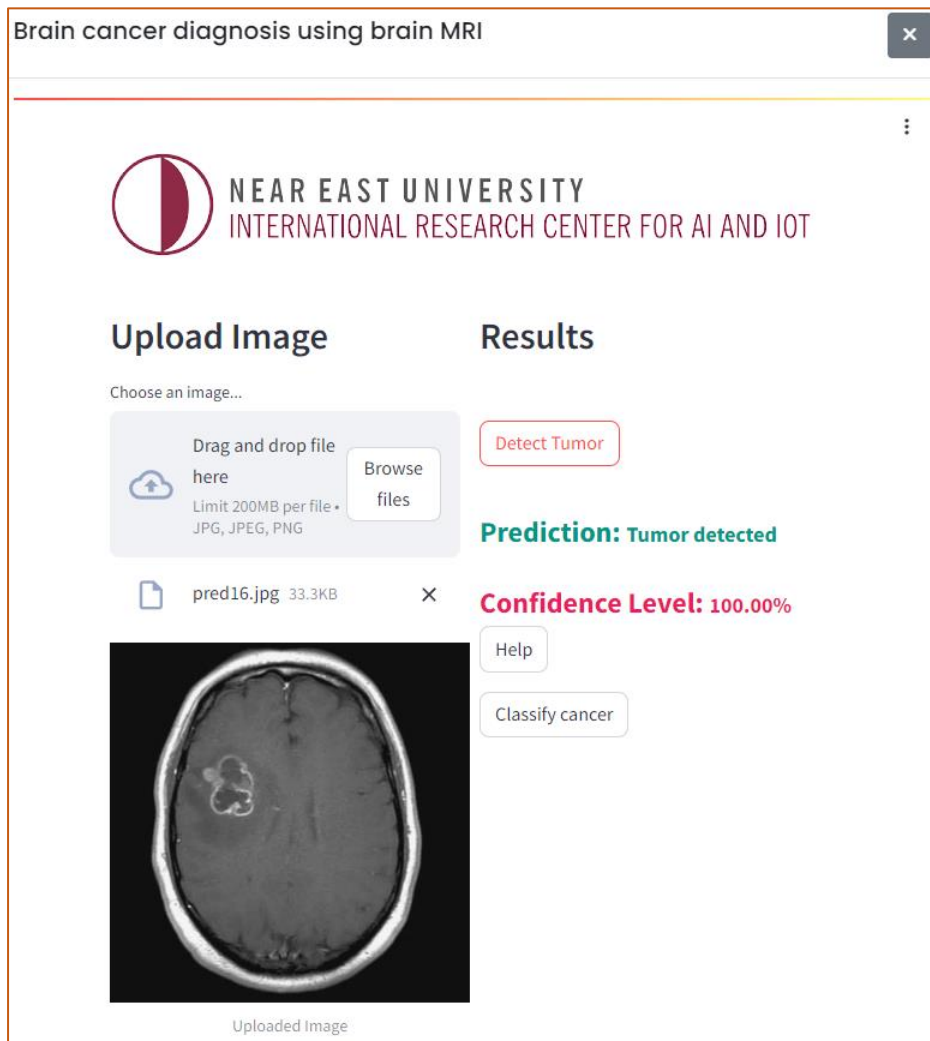 Brain cancer diagnosis using brain MRI
NEAR EAST UNIVERSITY
INTERNATIONAL RESEARCH CENTER FOR AI AND IOT
Upload Image
Choose an image...
Drag and drop file
here
Limit 200MB per file •
JPG, JPEG, PNG
Browse
files
pred16.jpg 33.3KB
Uploaded Image
Results
Detect Tumor
Prediction: Tumor detected
Confidence Level: 100.00%
Help
Classify cancer